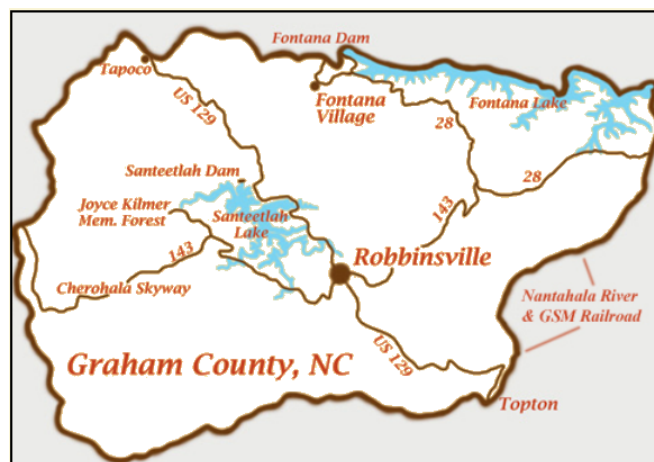 Fontana Dam
Tapoco
US 129
Fontana
Village
Fontana Lake
28
Santeetlah Dam
28
Joyce Kilmer
Mem. Forest
Santeetlah
Lake
143
143
Robbinsville
Cherohala Skyway
Nantahala River
& GSM Railroad
US 129
Graham County, NC
Topton